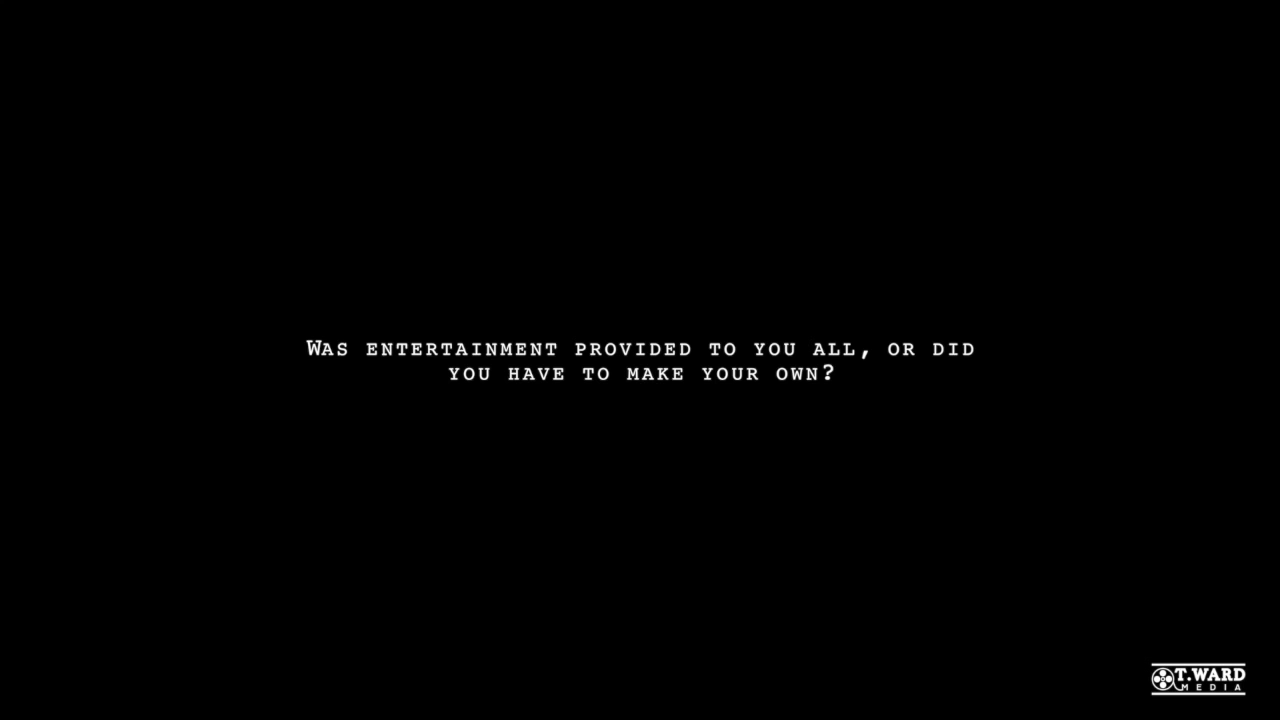 Was entertainment provided to you all, or did
you have to make your own?
T.WARD
MEDIA